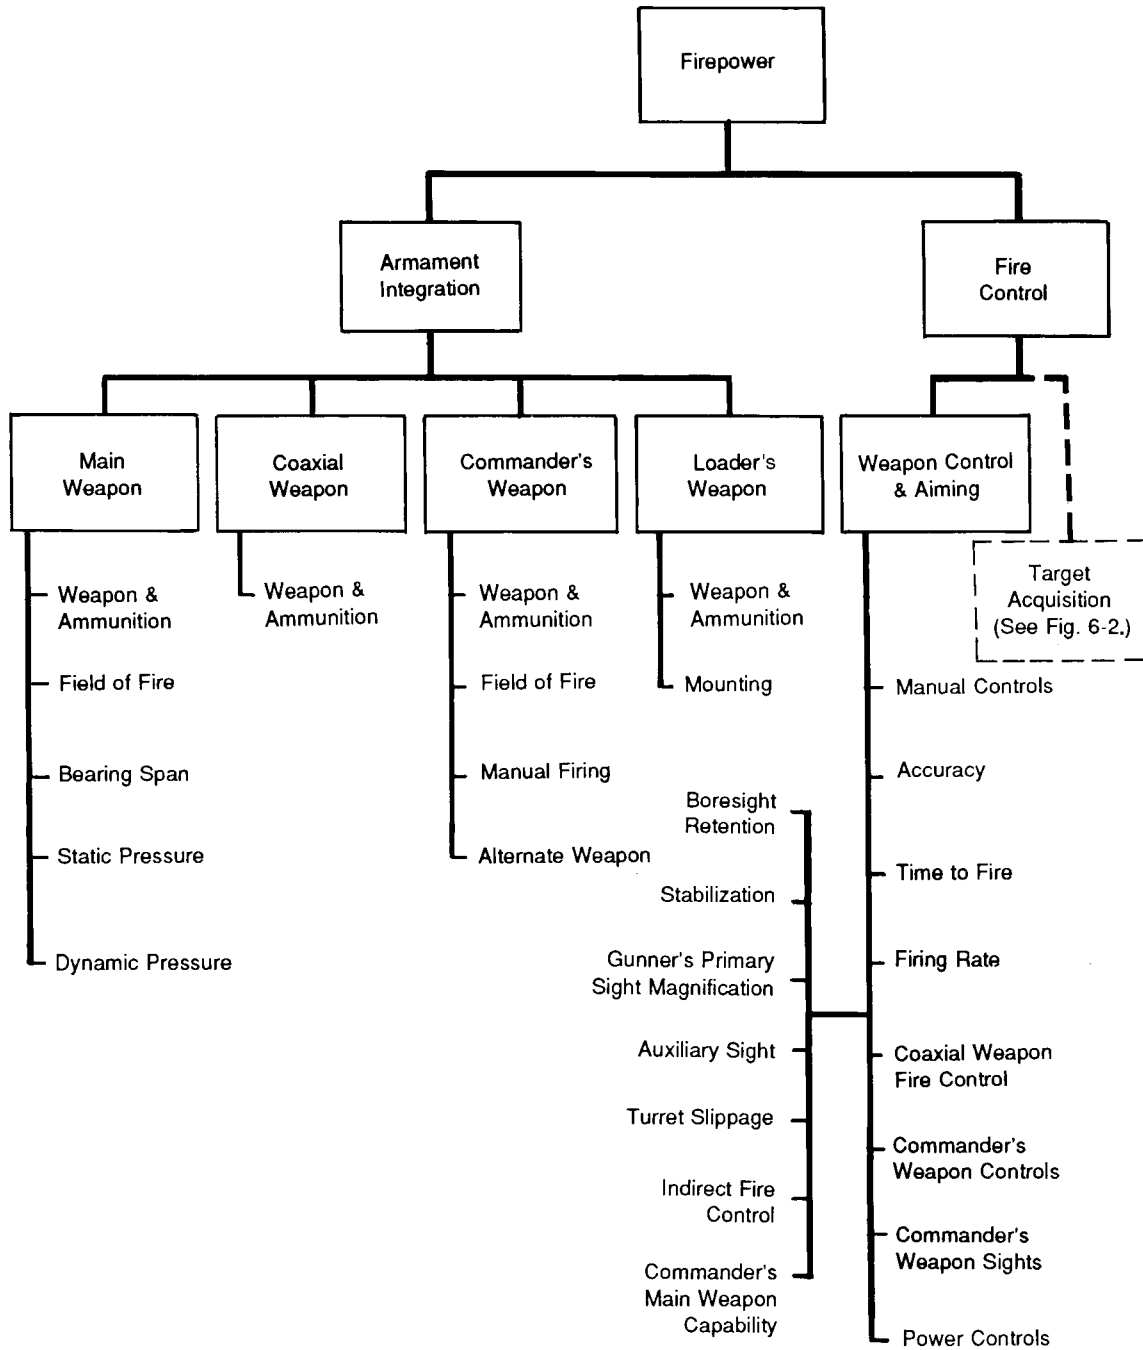 Firepower
Armament
Integration
Fire
Control
Main
Weapon
Coaxial
Weapon
Commander's
Weapon
Loader's
Weapon
Weapon Control
& Aiming
Target
Acquisition
(See Fig. 6-2.)
Weapon &
Ammunition
Field of Fire
Bearing Span
Static Pressure
Dynamic Pressure
Weapon &
Ammunition
Weapon &
Ammunition
Field of Fire
Manual Firing
Alternate Weapon
Weapon &
Ammunition
Mounting
Boresight
Retention
Stabilization
Gunner's Primary
Sight Magnification
Auxiliary Sight
Turret Slippage
Indirect Fire
Control
Commander's
Main Weapon
Capability
Manual Controls
Accuracy
Time to Fire
Firing Rate
Coaxial Weapon
Fire Control
Commander's
Weapon Controls
Commander's
Weapon Sights
Power Controls